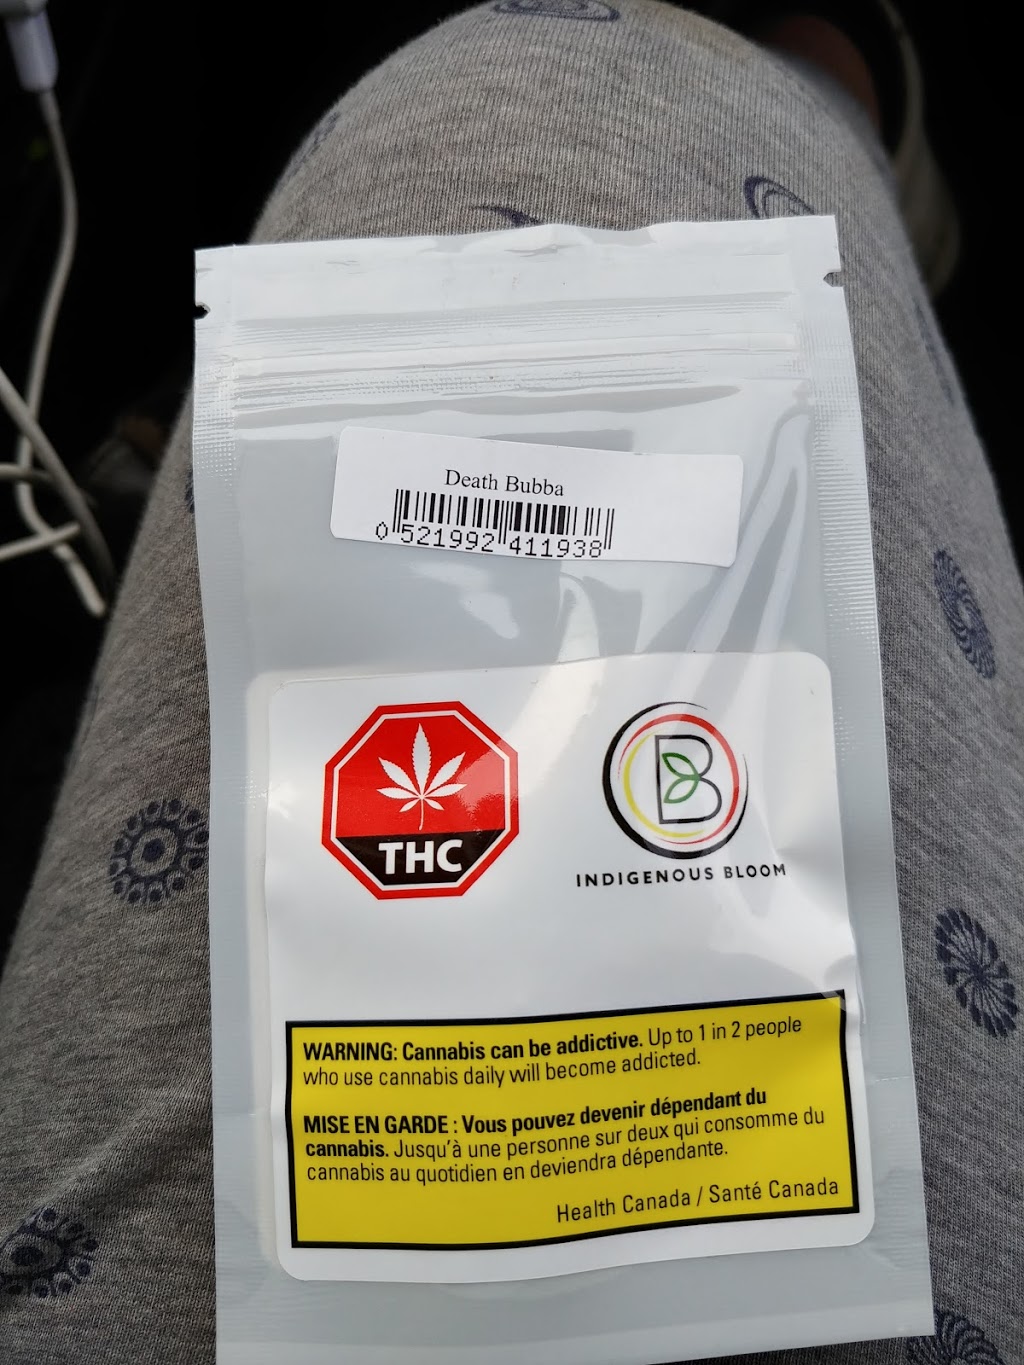 Death Bubba
0 521992 411938
THC
B
INDIGENOUS BLOOM
WARNING: Cannabis can be addictive. Up to 1 in 2 people
who use cannabis daily will become addicted.
MISE EN GARDE : Vous pouvez devenir dépendant du
cannabis. Jusqu'à une personne sur deux qui consomme du
cannabis au quotidien en deviendra dépendante.
Health Canada / Santé Canada